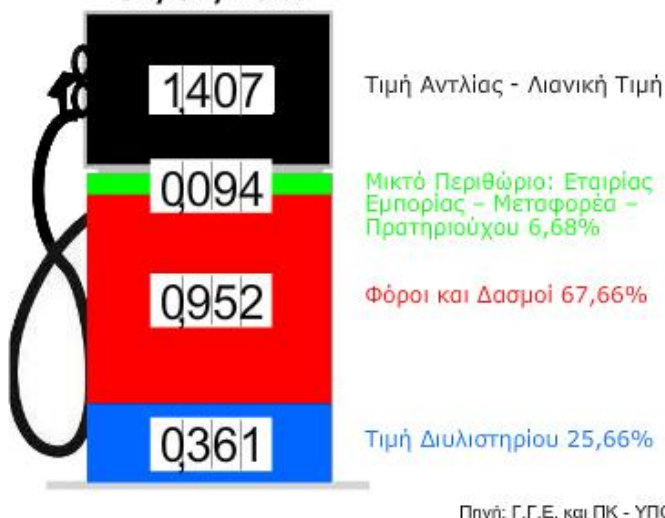 1,407
Τιμή Αντλίας - Λιανική Τιμή
0,094
Μικτό Περιθώριο: Εταιρίας
Εμπορίας – Μεταφορέα –
Πρατηριούχου 6,68%
0,952
Φόροι και Δασμοί 67,66%
0,361
Τιμή Διυλιστηρίου 25,66%
Πηγή: Γ.Γ.Ε. και ΠΚ - ΥΠΟ